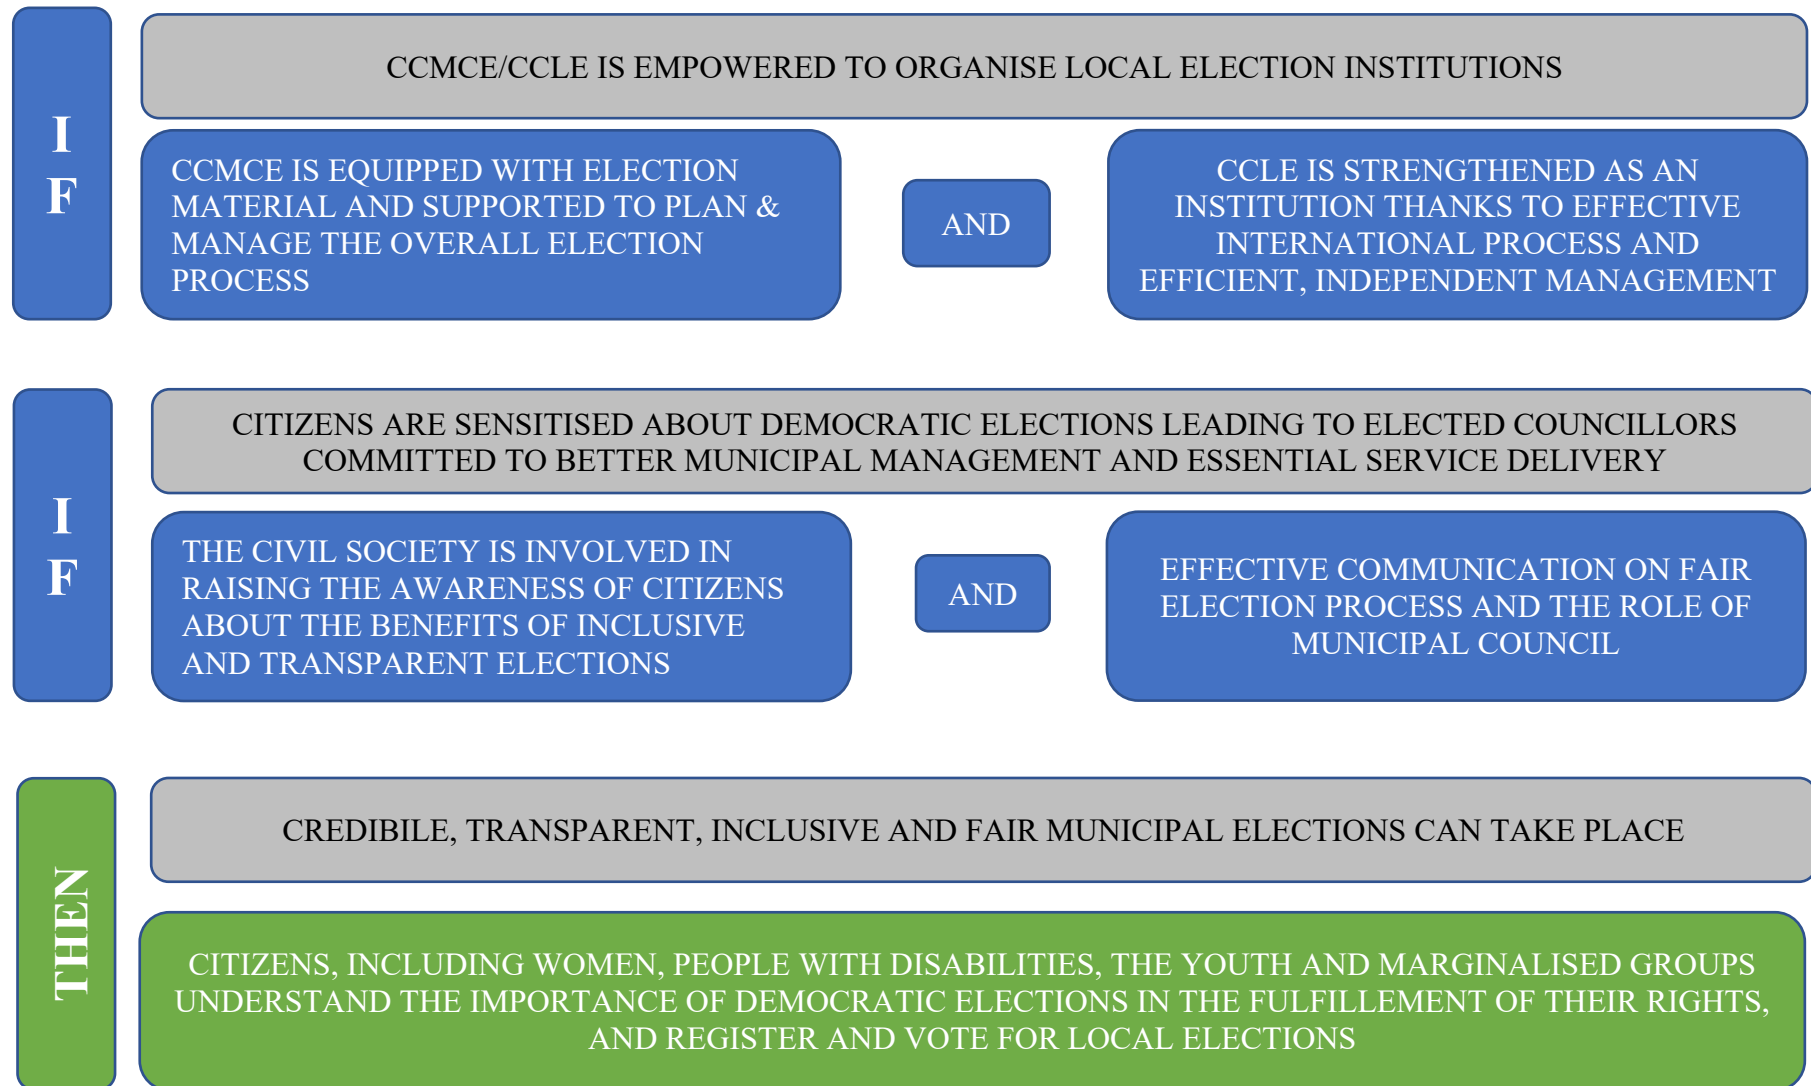 I
F
CCMCE/CCLE IS EMPOWERED TO ORGANISE LOCAL ELECTION INSTITUTIONS
CCMCE IS EQUIPPED WITH ELECTION
MATERIAL AND SUPPORTED TO PLAN &
MANAGE THE OVERALL ELECTION
PROCESS
AND
CCLE IS STRENGTHENED AS AN
INSTITUTION THANKS TO EFFECTIVE
INTERNATIONAL PROCESS AND
EFFICIENT, INDEPENDENT MANAGEMENT
I
F
CITIZENS ARE SENSITISED ABOUT DEMOCRATIC ELECTIONS LEADING TO ELECTED COUNCILLORS
COMMITTED TO BETTER MUNICIPAL MANAGEMENT AND ESSENTIAL SERVICE DELIVERY
THE CIVIL SOCIETY IS INVOLVED IN
RAISING THE AWARENESS OF CITIZENS
ABOUT THE BENEFITS OF INCLUSIVE
AND TRANSPARENT ELECTIONS
AND
EFFECTIVE COMMUNICATION ON FAIR
ELECTION PROCESS AND THE ROLE OF
MUNICIPAL COUNCIL
THEN
CREDIBILE, TRANSPARENT, INCLUSIVE AND FAIR MUNICIPAL ELECTIONS CAN TAKE PLACE
CITIZENS, INCLUDING WOMEN, PEOPLE WITH DISABILITIES, THE YOUTH AND MARGINALISED GROUPS
UNDERSTAND THE IMPORTANCE OF DEMOCRATIC ELECTIONS IN THE FULFILLEMENT OF THEIR RIGHTS,
AND REGISTER AND VOTE FOR LOCAL ELECTIONS